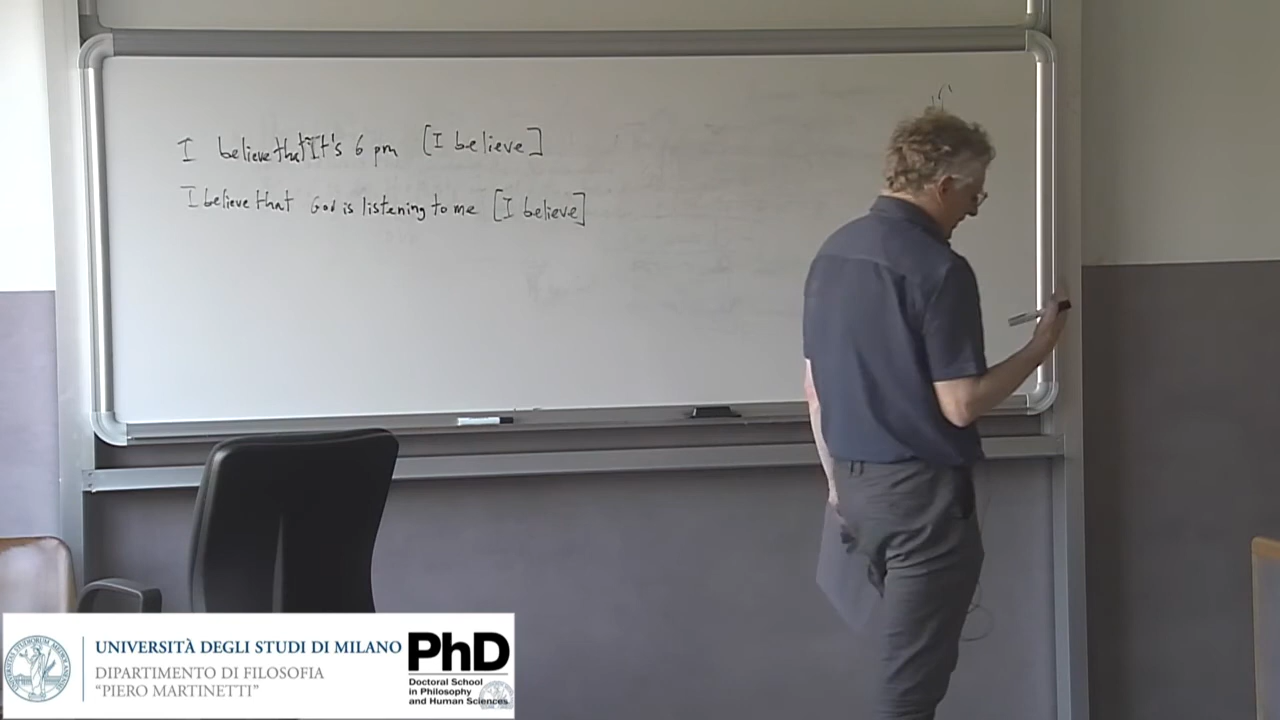 I believe that It's 6 pm [I believe]
I believe that God is listening to me [I believe]
UNIVERSITÀ DEGLI STUDI DI MILANO
DIPARTIMENTO DI FILOSOFIA
"PIERO MARTINETTI"
PhD
Doctoral School
in Philosophy
and Human Sciences